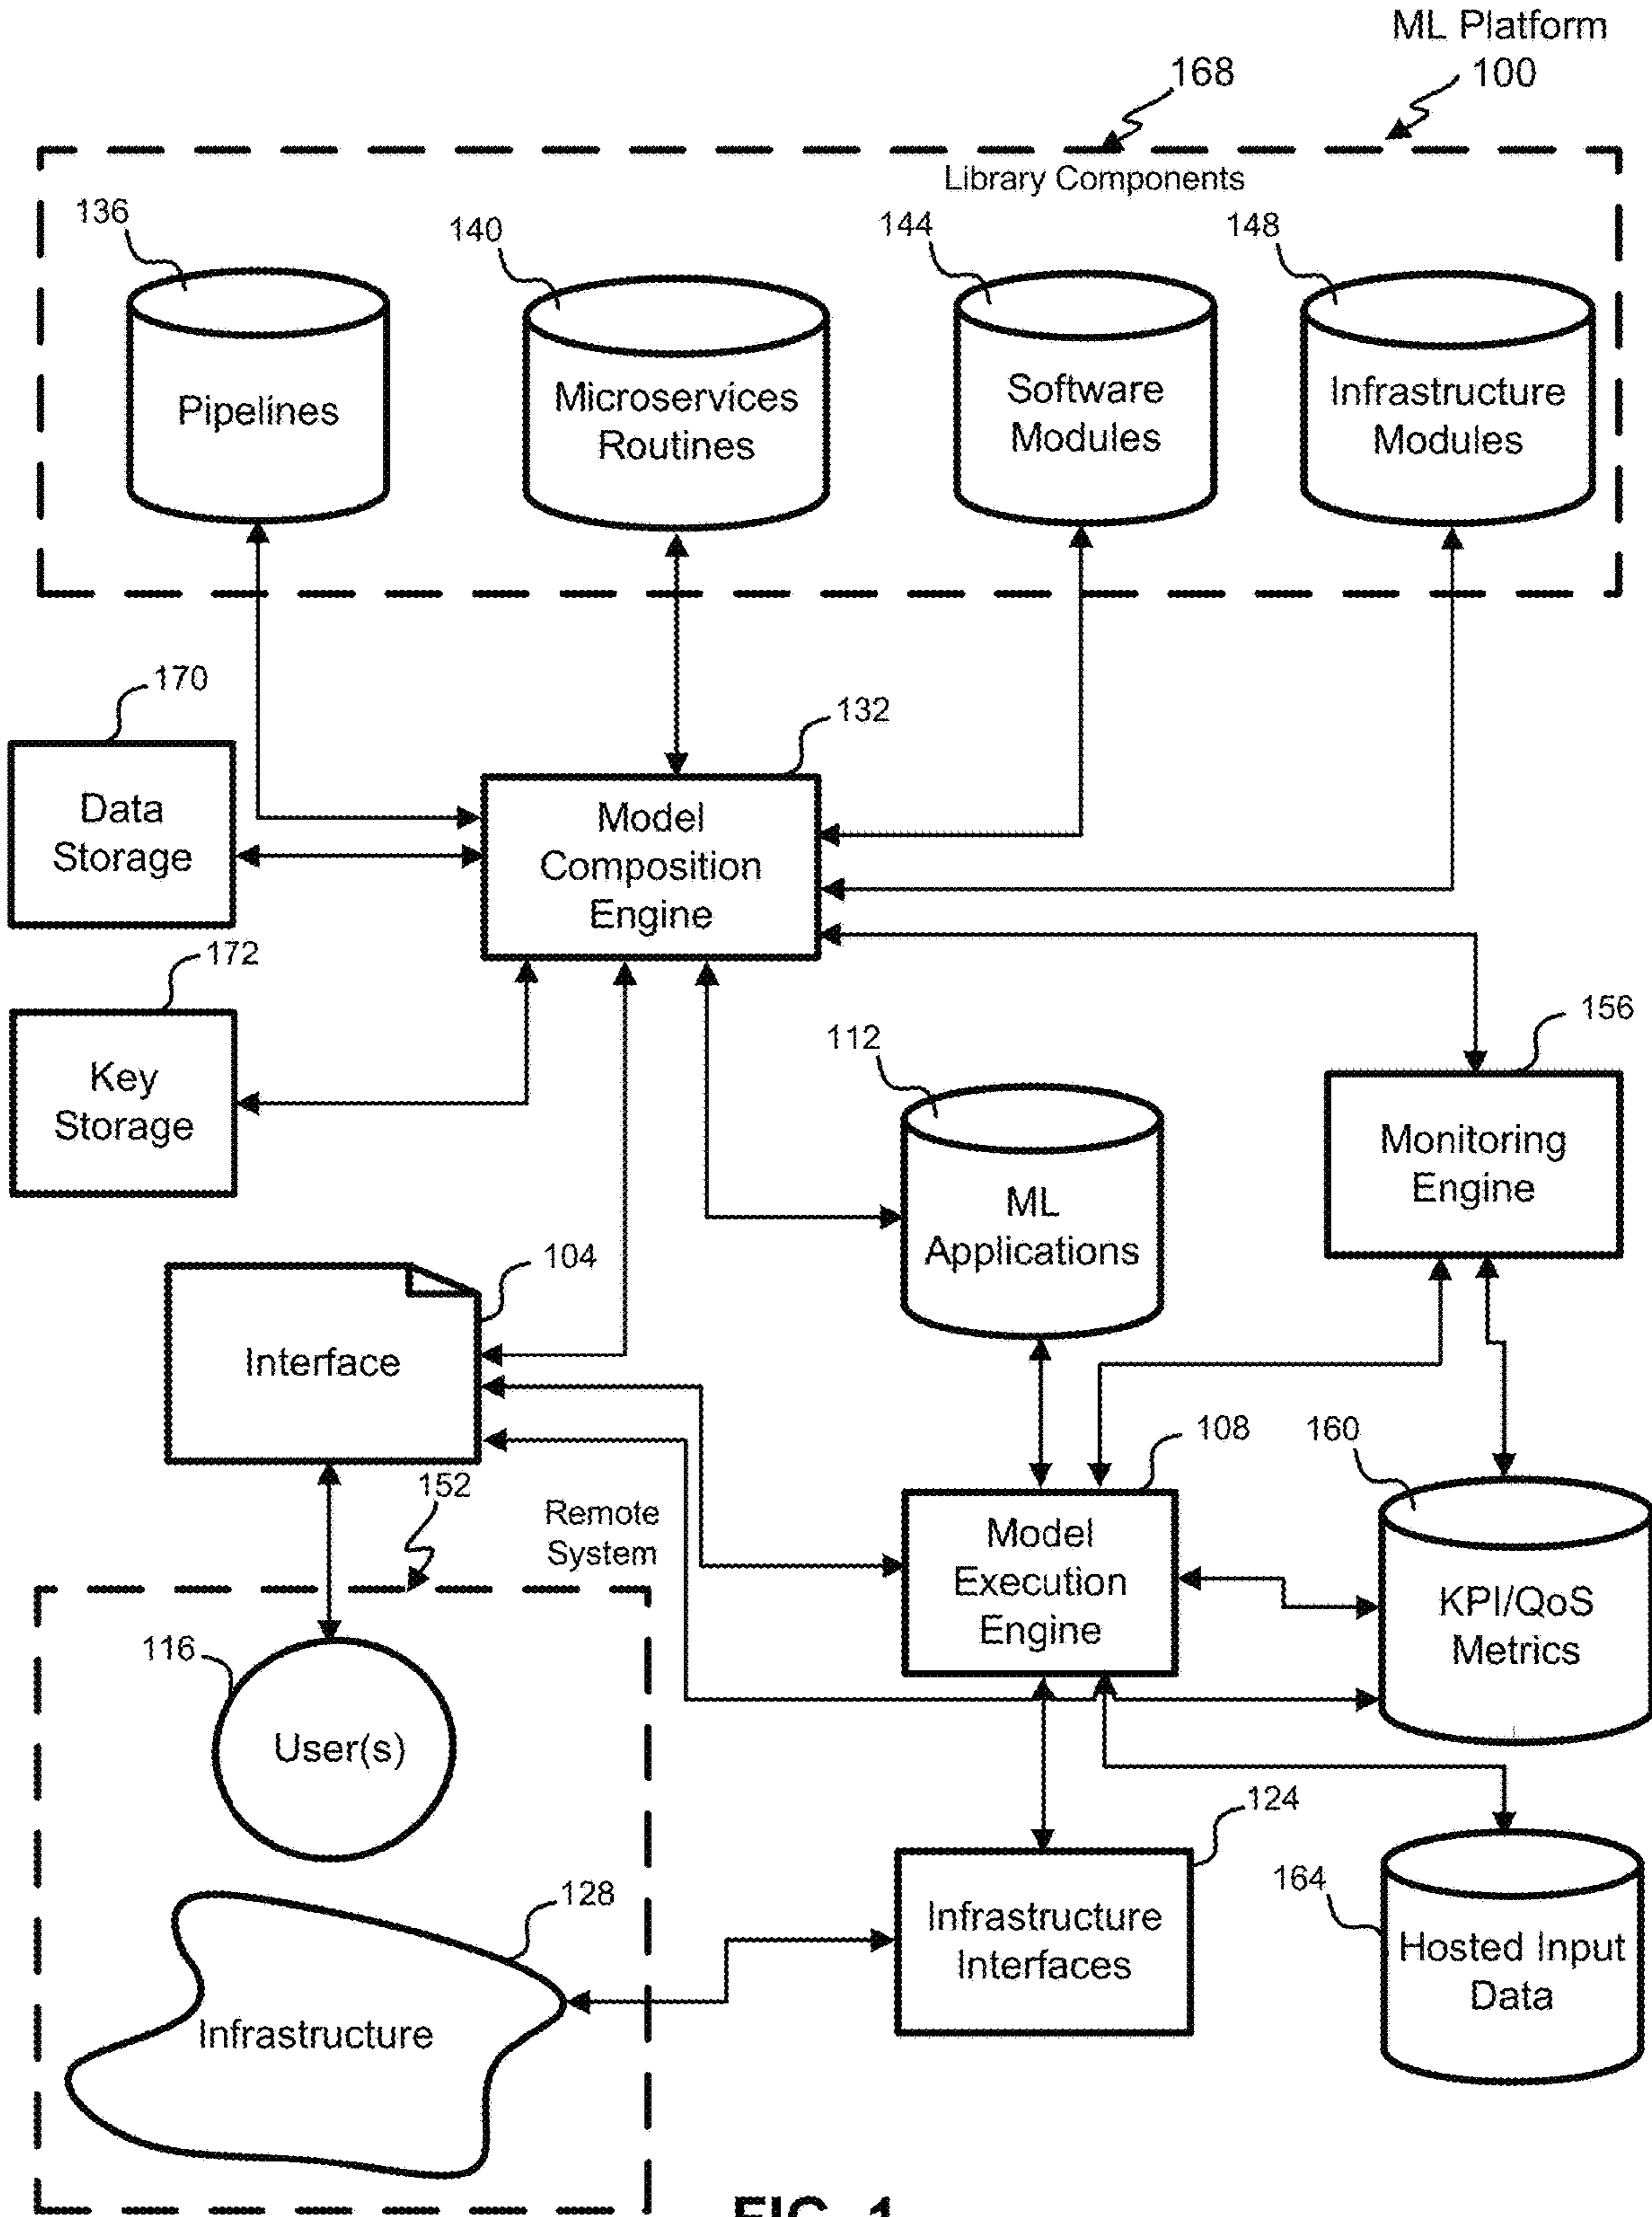 ML Platform
100
168
Library Components
136
140
144
148
Pipelines
Microservices
Routines
Software
Modules
Infrastructure
Modules
170
132
Data
Storage
Model
Composition
Engine
172
Key
Storage
112
156
ML
Applications
Monitoring
Engine
104
Interface
152
Remote
System
108
160
Model
Execution
Engine
KPI/QoS
Metrics
116
User(s)
124
164
128
Infrastructure
Interfaces
Hosted Input
Data
Infrastructure
FIG. 1